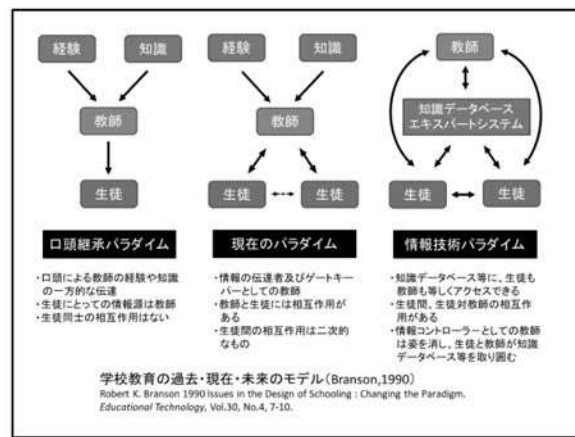 経験
知識
教師
生徒
口頭継承パラダイム
・口頭による教師の経験や知識
の一方的な伝達
・生徒にとっての情報源は教師
・生徒同士の相互作用はない
経験
知識
教師
生徒
生徒
現在のパラダイム
・情報の伝達者及びゲートキー
パーとしての教師
・教師と生徒には相互作用が
ある
・生徒間の相互作用は二次的
なもの
教師
知識データベース
エキスパートシステム
生徒
生徒
情報技術パラダイム
・知識データベース等に、生徒も
教師も等しくアクセスできる
・生徒間、生徒対教師の相互作
用がある
・情報コントローラーとしての教師
は姿を消し、生徒と教師が知識
データベース等を取り囲む
学校教育の過去・現在・未来のモデル(Branson,1990)
Robert K. Branson 1990 Issues in the Design of Schooling : Changing the Paradigm.
Educational Technology, Vol.30, No.4, 7-10.